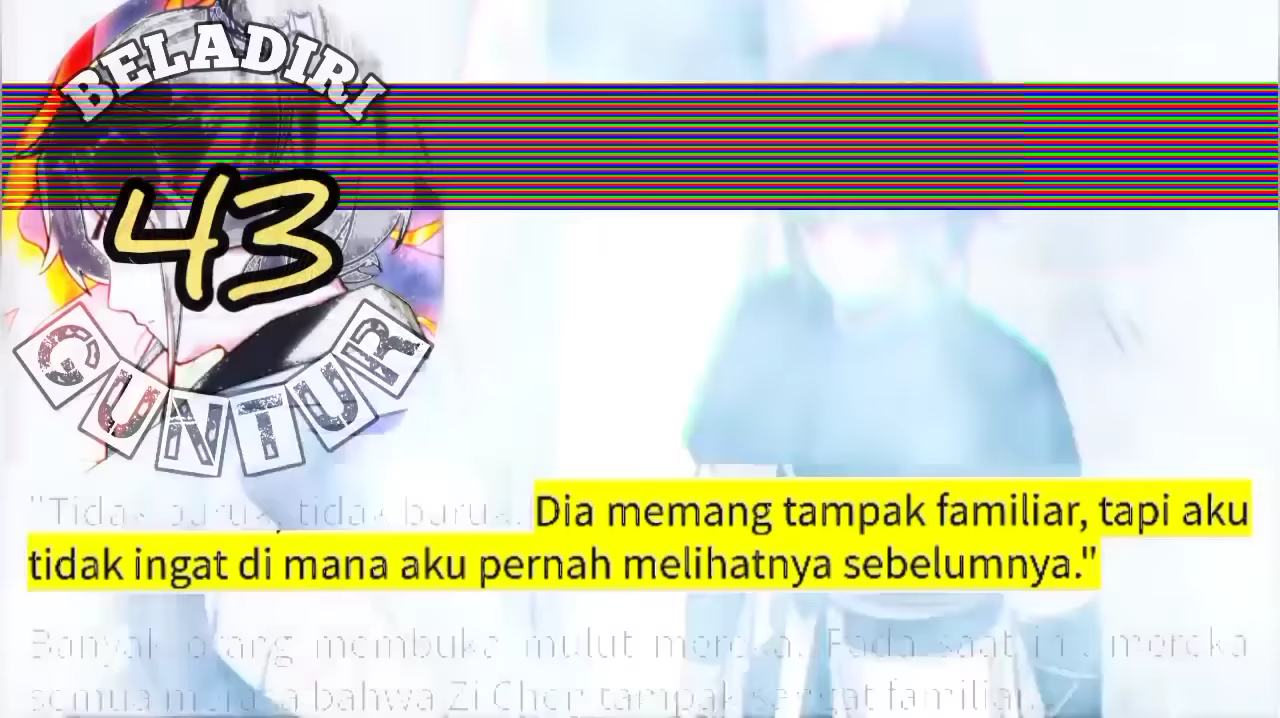 BELADIRI
43
GUNTUR
"Tidak buruk, tidak buruk. Dia memang tampak familiar, tapi aku
tidak ingat di mana aku pernah melihatnya sebelumnya."
Banyak orang membuka mulut mereka. Pada saat ini, mereka
semua merasa bahwa Zi Chen tampak sangat familiar.